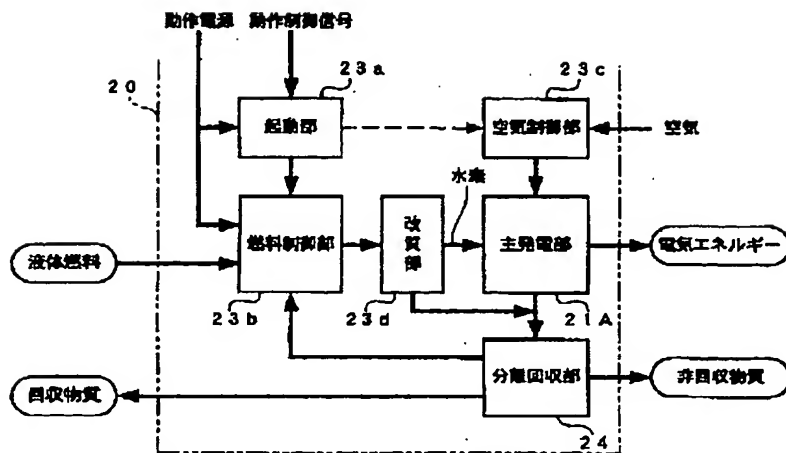 動作電源 動作制御信号
20
23a
23c
起動部
空気制御部
空気
水素
燃料制御部
改質部
主発電部
電気エネルギー
液体燃料
23b
23d
21A
分離回収部
回収物質
非回収物質
24